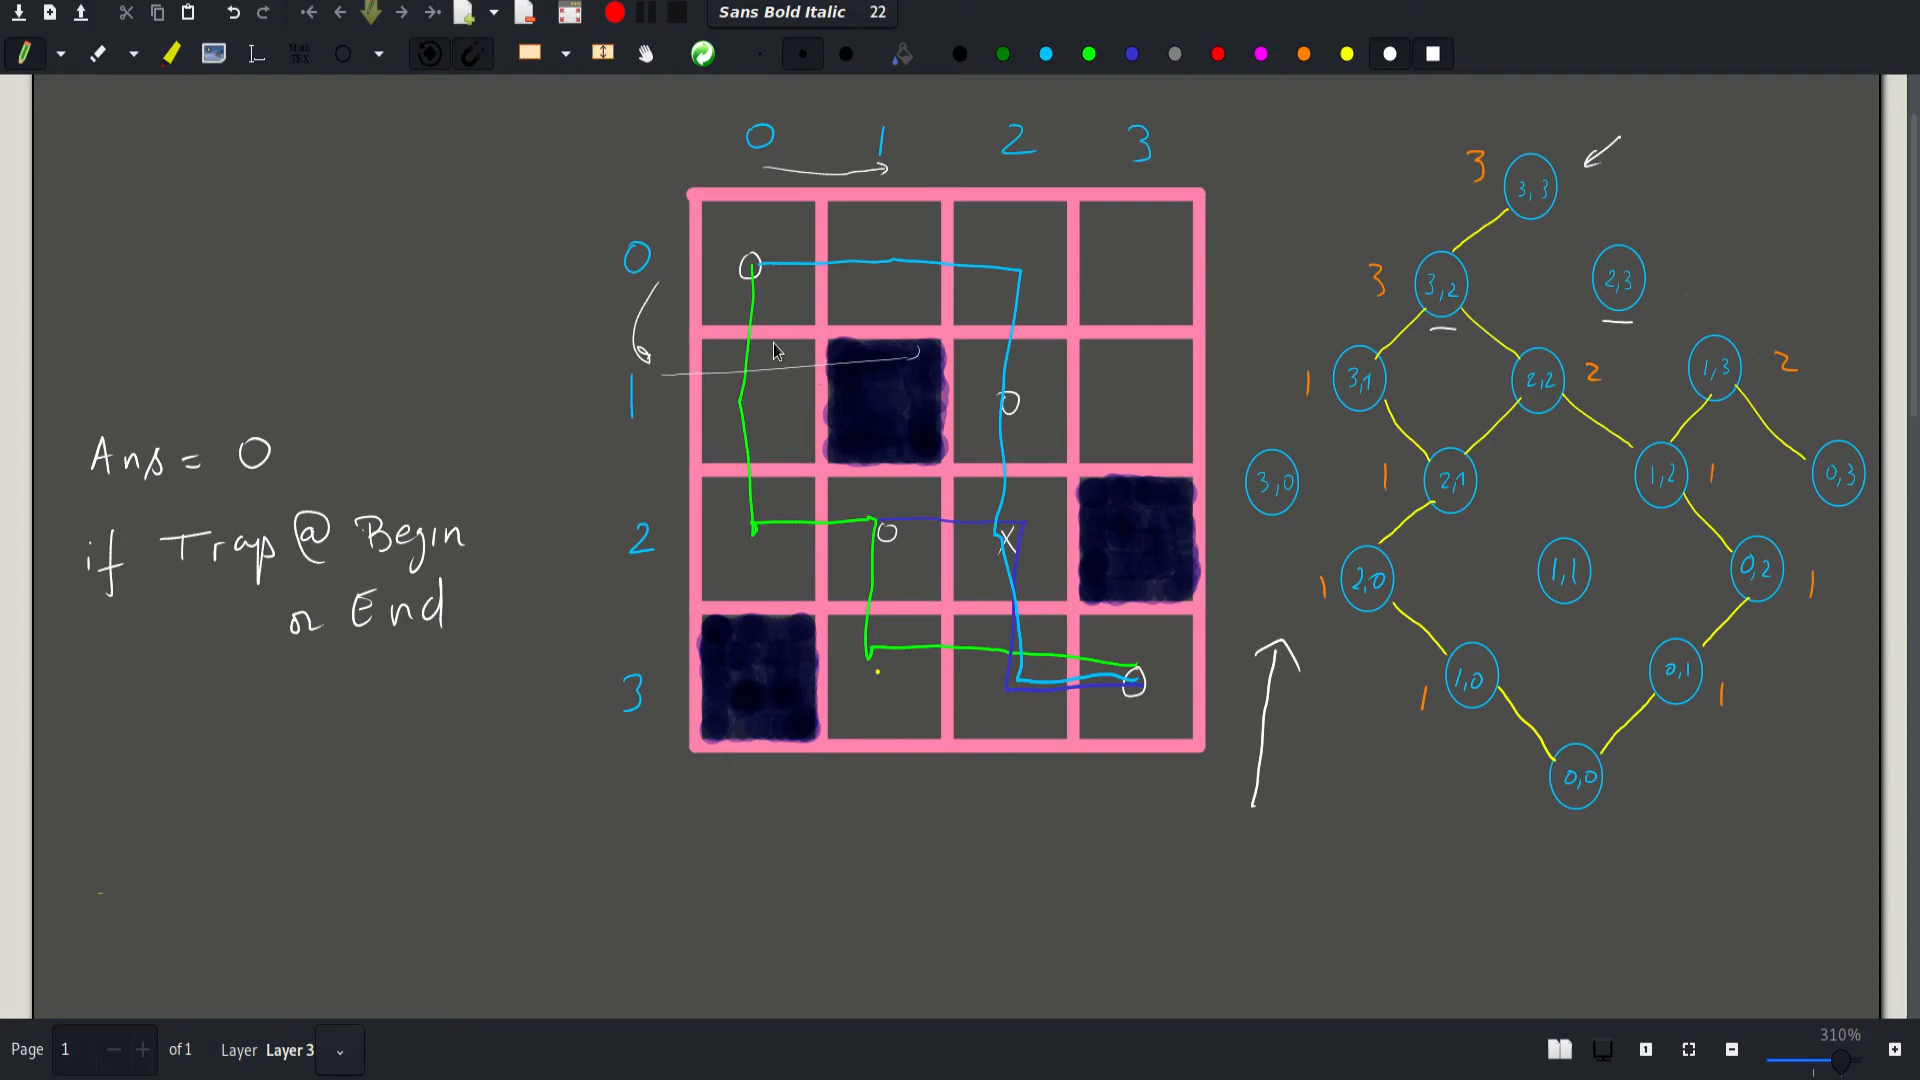 Sans Bold Italic 22
Math TEX
0 1 2 3
0
1
2
3
Ans = 0
if Trap @ Begin
or End
X
3 3,3
3 3,2 2,3
1 3,1 2,2 2 1,3 2
3,0 1 2,1 1,2 1 0,3
1 2,0 1,1 0,2 1
1 1,0 0,1 1
0,0
Page 1 of 1 Layer Layer 3
310%